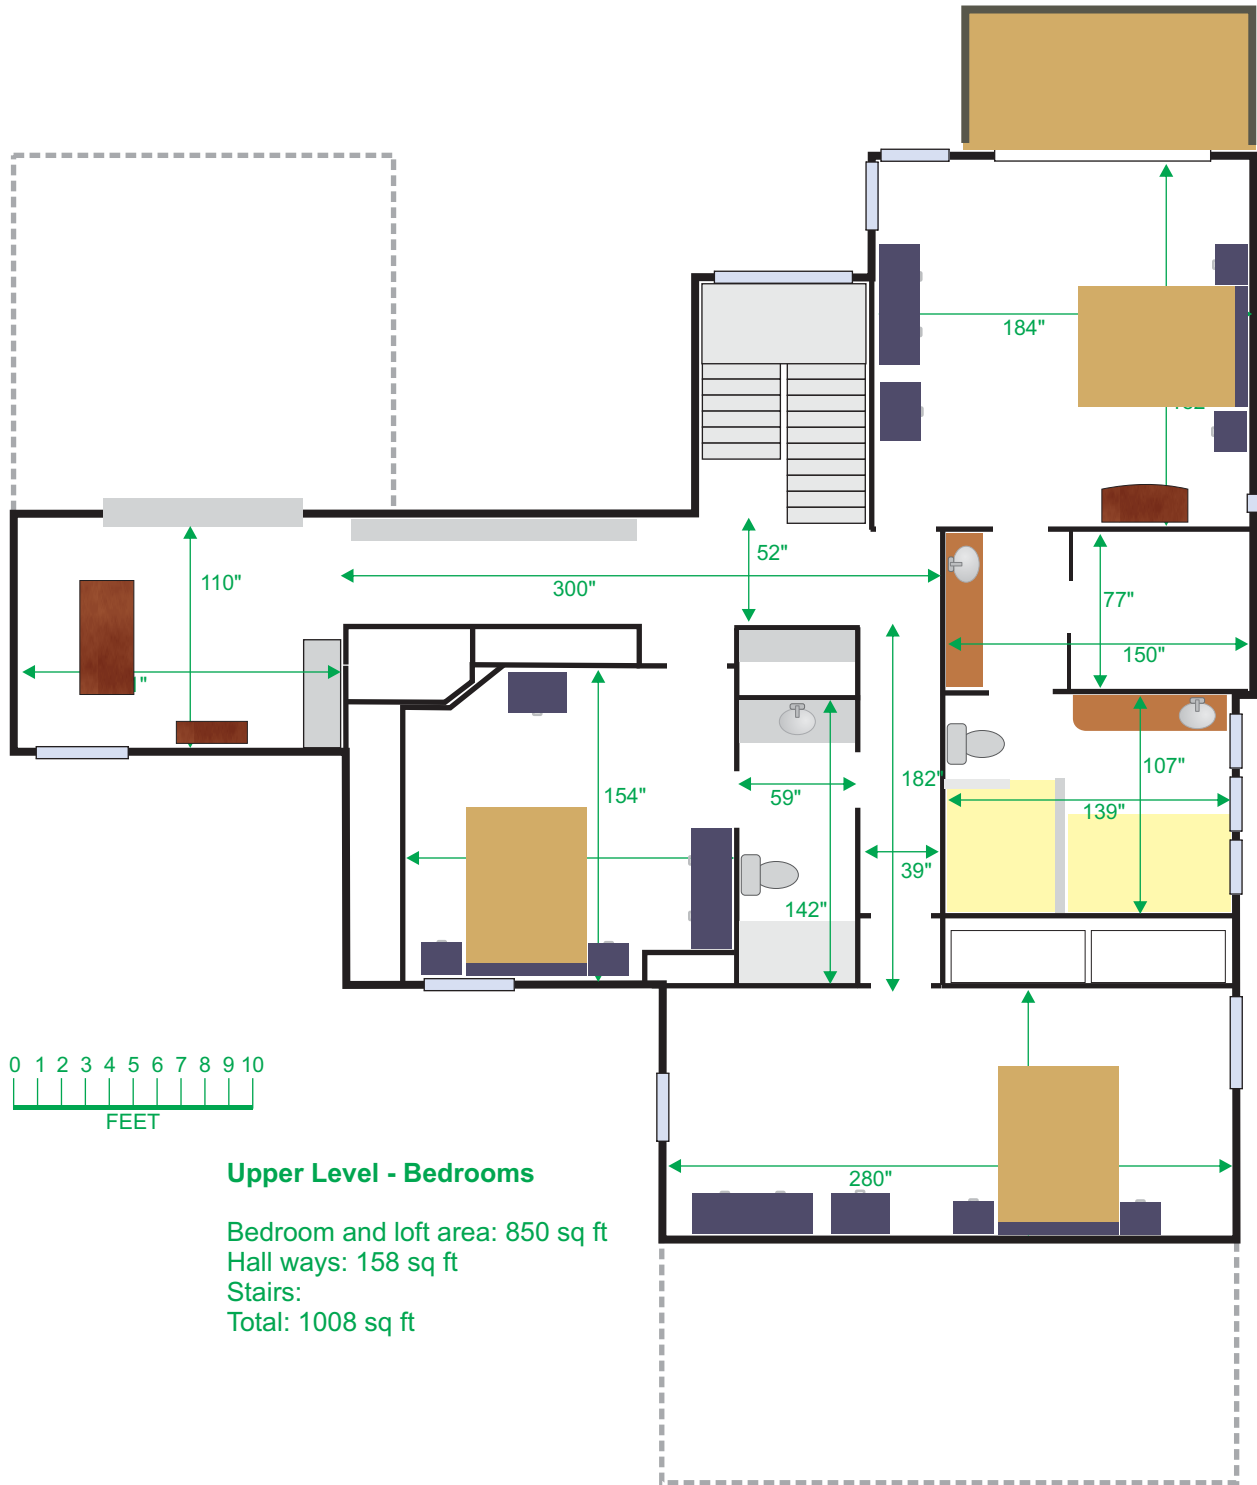 184"
52"
300"
110"
77"
150"
107"
182"
154"
59"
139"
39"
142"
0 1 2 3 4 5 6 7 8 9 10
FEET
280"
Upper Level - Bedrooms
Bedroom and loft area: 850 sq ft
Hall ways: 158 sq ft
Stairs:
Total: 1008 sq ft